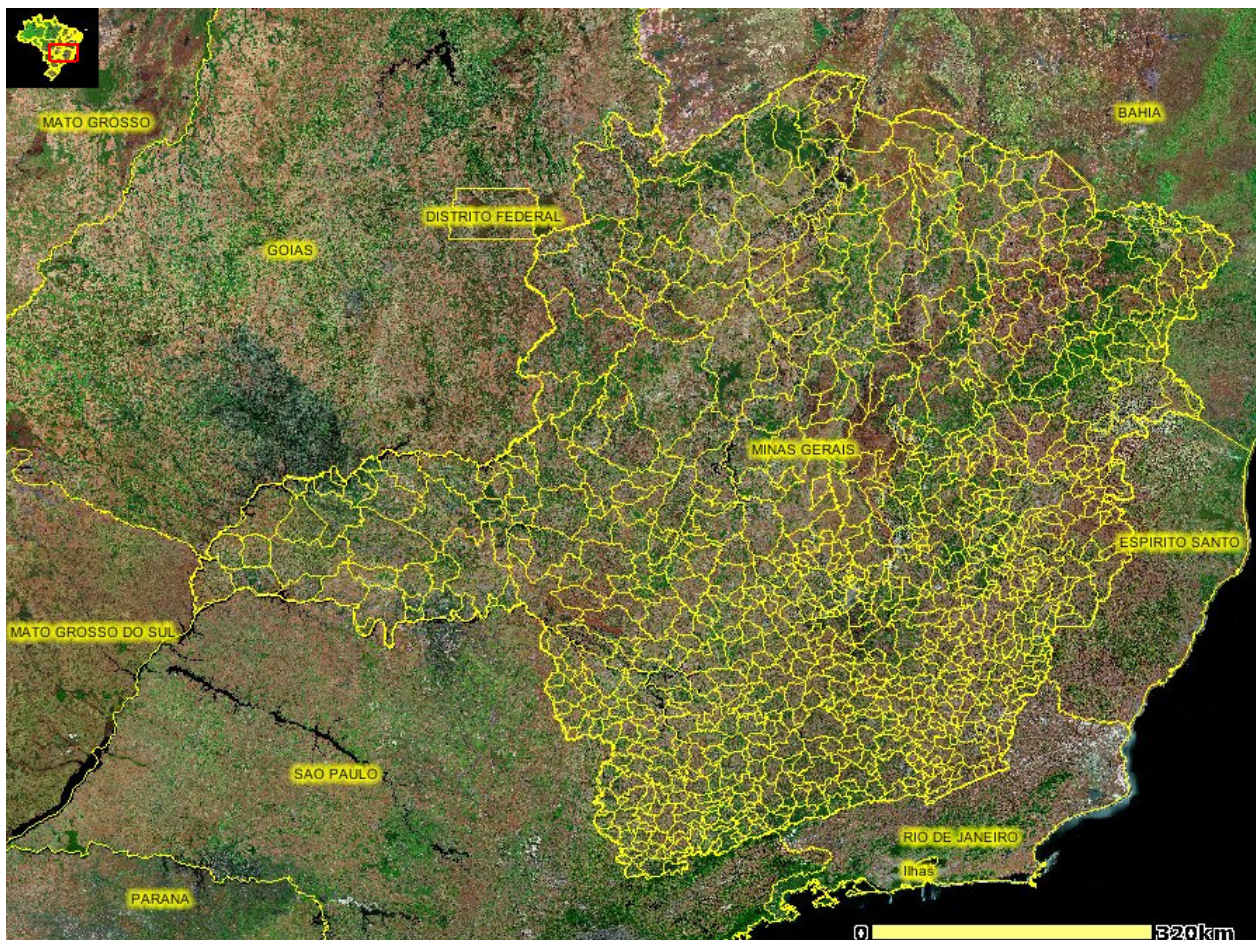 MATO GROSSO
BAHIA
DISTRITO FEDERAL
GOIAS
MINAS GERAIS
ESPIRITO SANTO
MATO GROSSO DO SUL
SAO PAULO
RIO DE JANEIRO
Ilhas
PARANA
0 320km